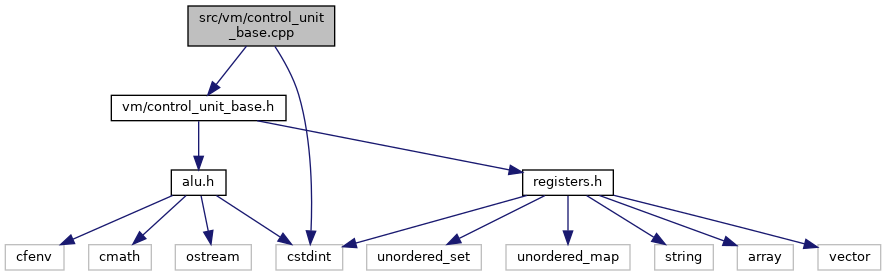 src/vm/control_unit
_base.cpp
vm/control_unit_base.h
alu.h
registers.h
cfenv
cmath
ostream
cstdint
unordered_set
unordered_map
string
array
vector